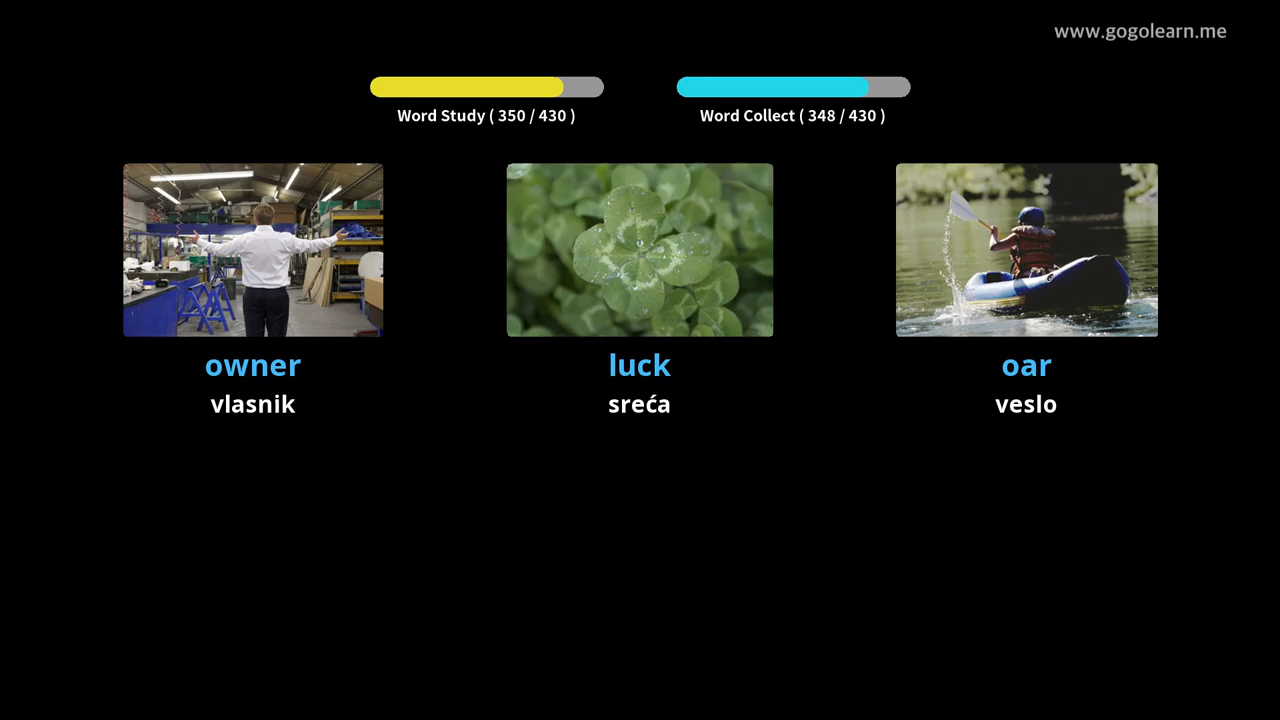 www.gogolearn.me
Word Study ( 350 / 430 )
Word Collect ( 348 / 430 )
owner
vlasnik
luck
sreća
oar
veslo